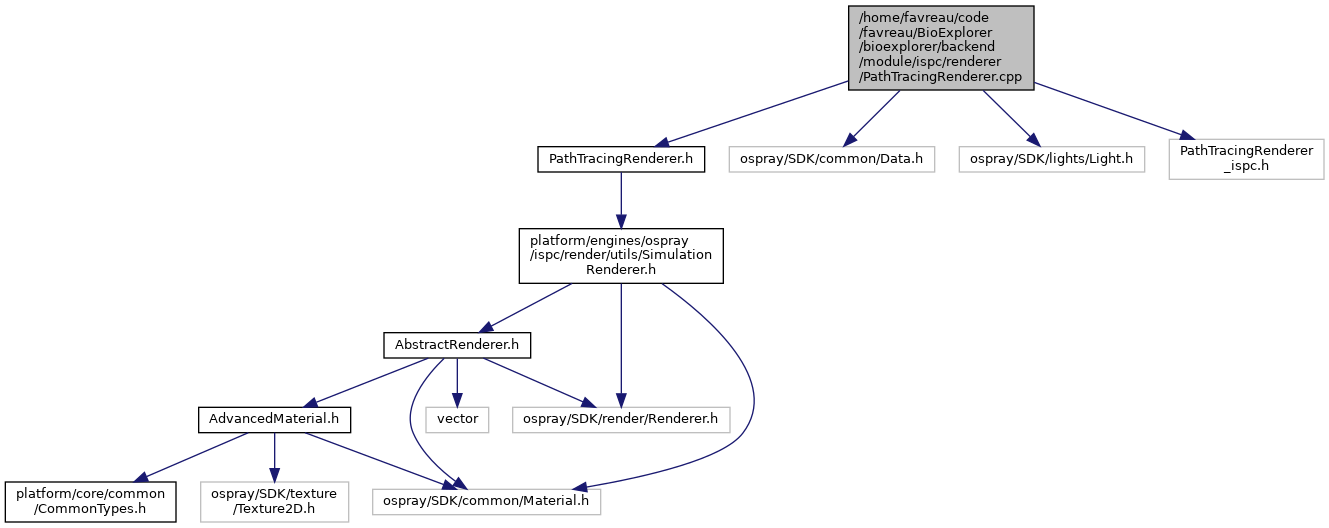 /home/favreau/code
/favreau/BioExplorer
/bioexplorer/backend
/module/ispc/renderer
/PathTracingRenderer.cpp
PathTracingRenderer.h
ospray/SDK/common/Data.h
ospray/SDK/lights/Light.h
PathTracingRenderer
_ispc.h
platform/engines/ospray
/ispc/render/utils/Simulation
Renderer.h
AbstractRenderer.h
AdvancedMaterial.h
vector
ospray/SDK/render/Renderer.h
platform/core/common
/CommonTypes.h
ospray/SDK/texture
/Texture2D.h
ospray/SDK/common/Material.h